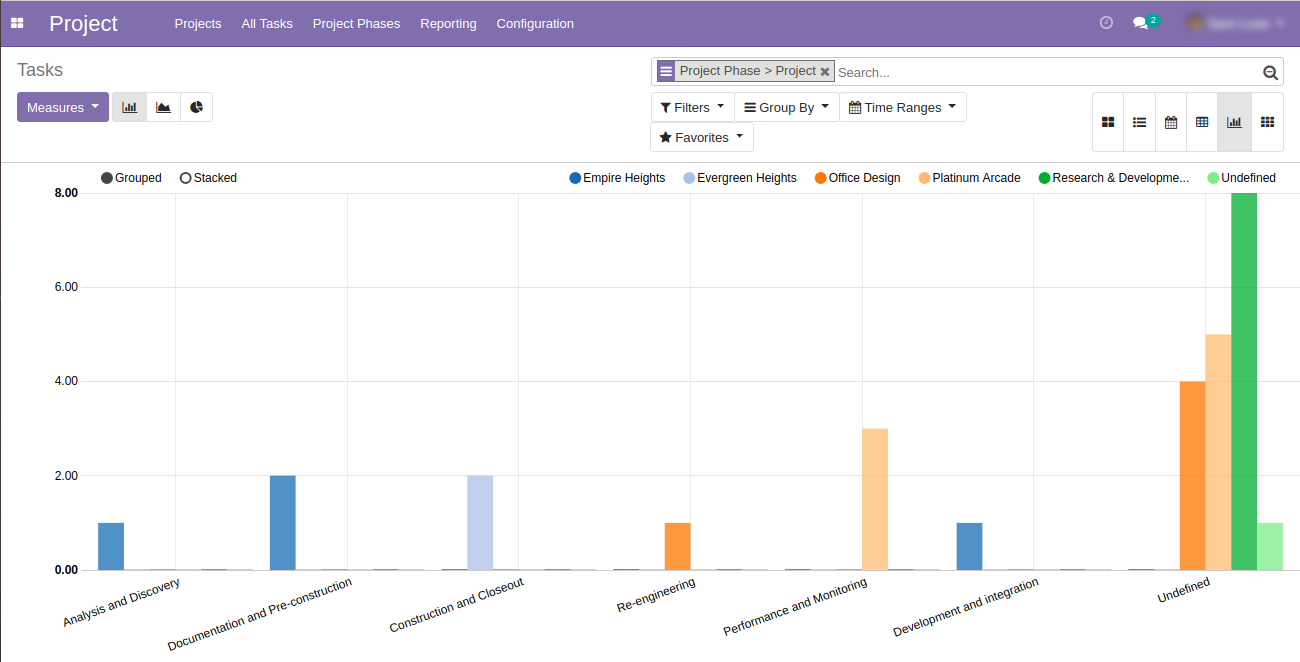 Project Projects All Tasks Project Phases Reporting Configuration 2
Tasks
Project Phase > Project Search...
Measures Filters Group By Time Ranges
Favorites
Grouped Stacked Empire Heights Evergreen Heights Office Design Platinum Arcade Research & Developme... Undefined
8.00
6.00
4.00
2.00
0.00
Analysis and Discovery
Documentation and Pre-construction
Construction and Closeout
Re-engineering
Performance and Monitoring
Development and integration
Undefined